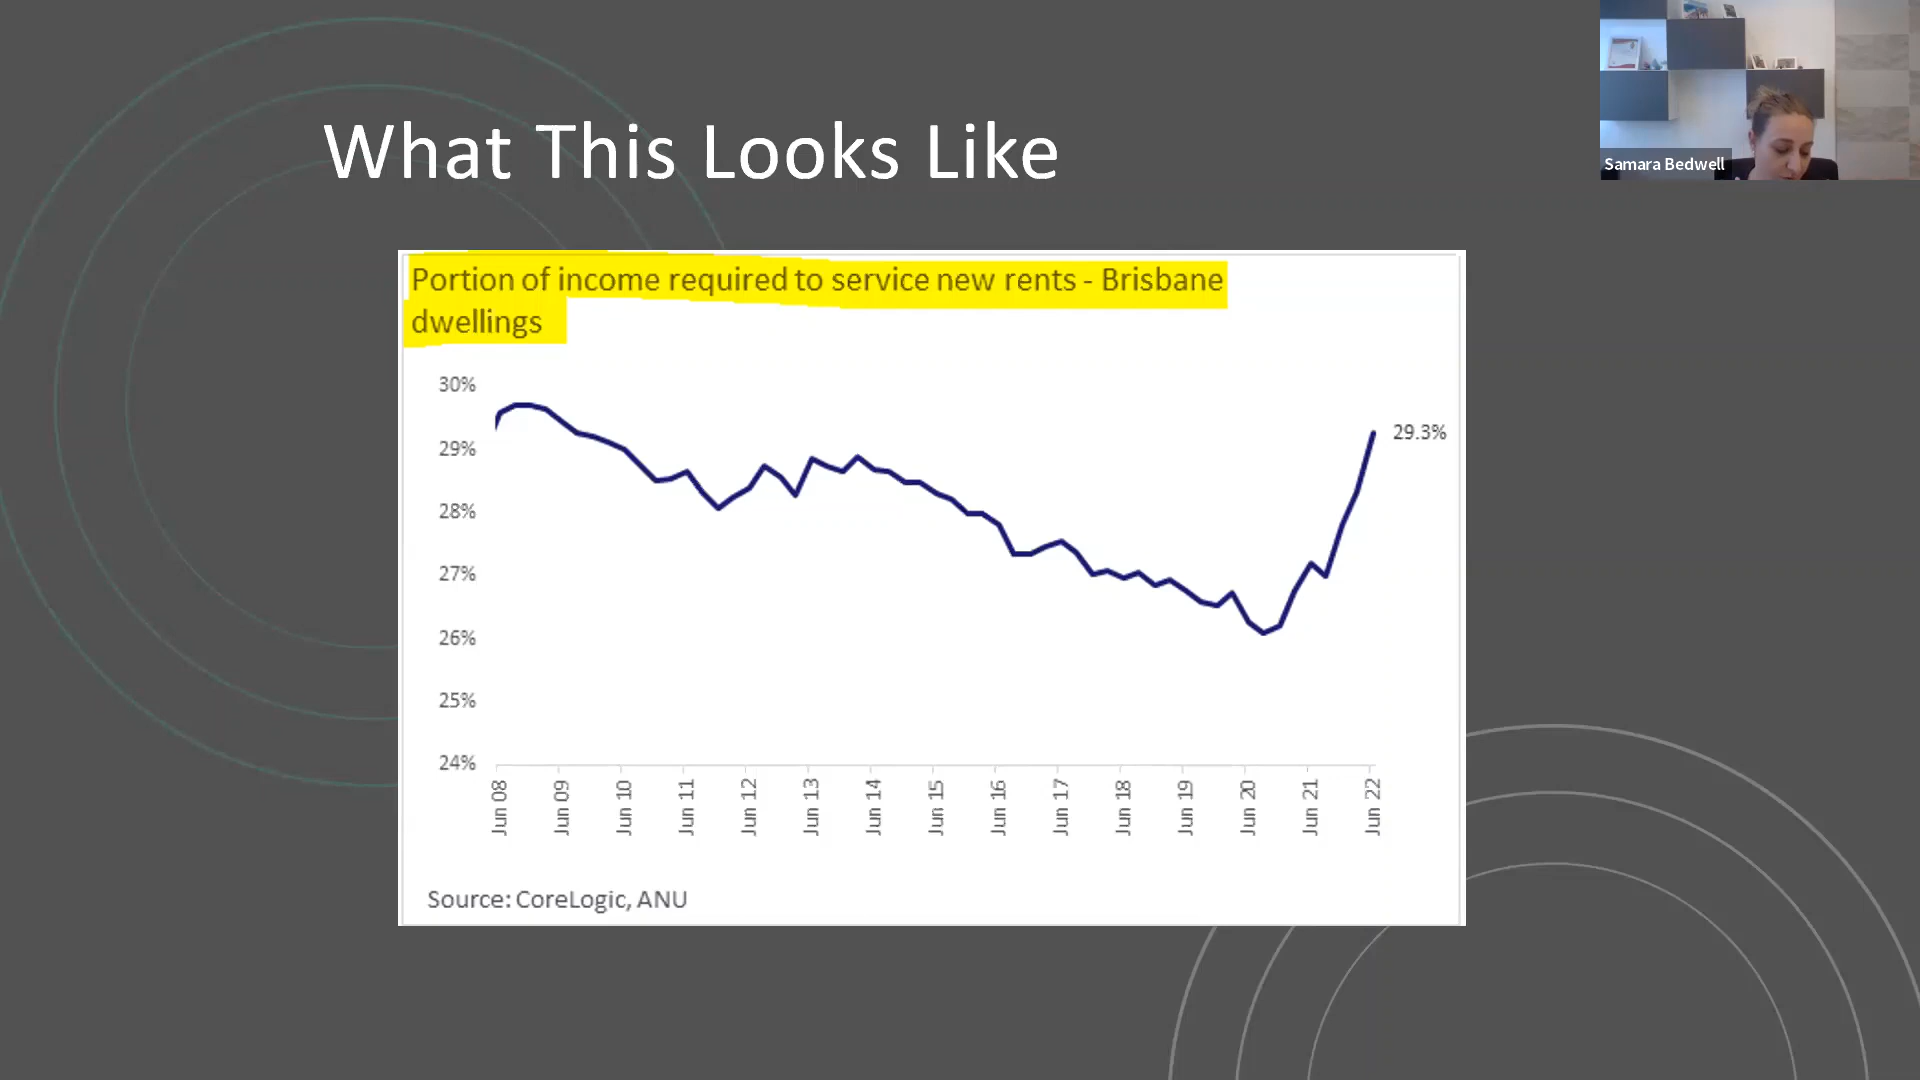 What This Looks Like
Samara Bedwell
Portion of income required to service new rents - Brisbane
dwellings
30%
29%
28%
27%
26%
25%
24%
29.3%
Jun 08
Jun 09
Jun 10
Jun 11
Jun 12
Jun 13
Jun 14
Jun 15
Jun 16
Jun 17
Jun 18
Jun 19
Jun 20
Jun 21
Jun 22
Source: CoreLogic, ANU